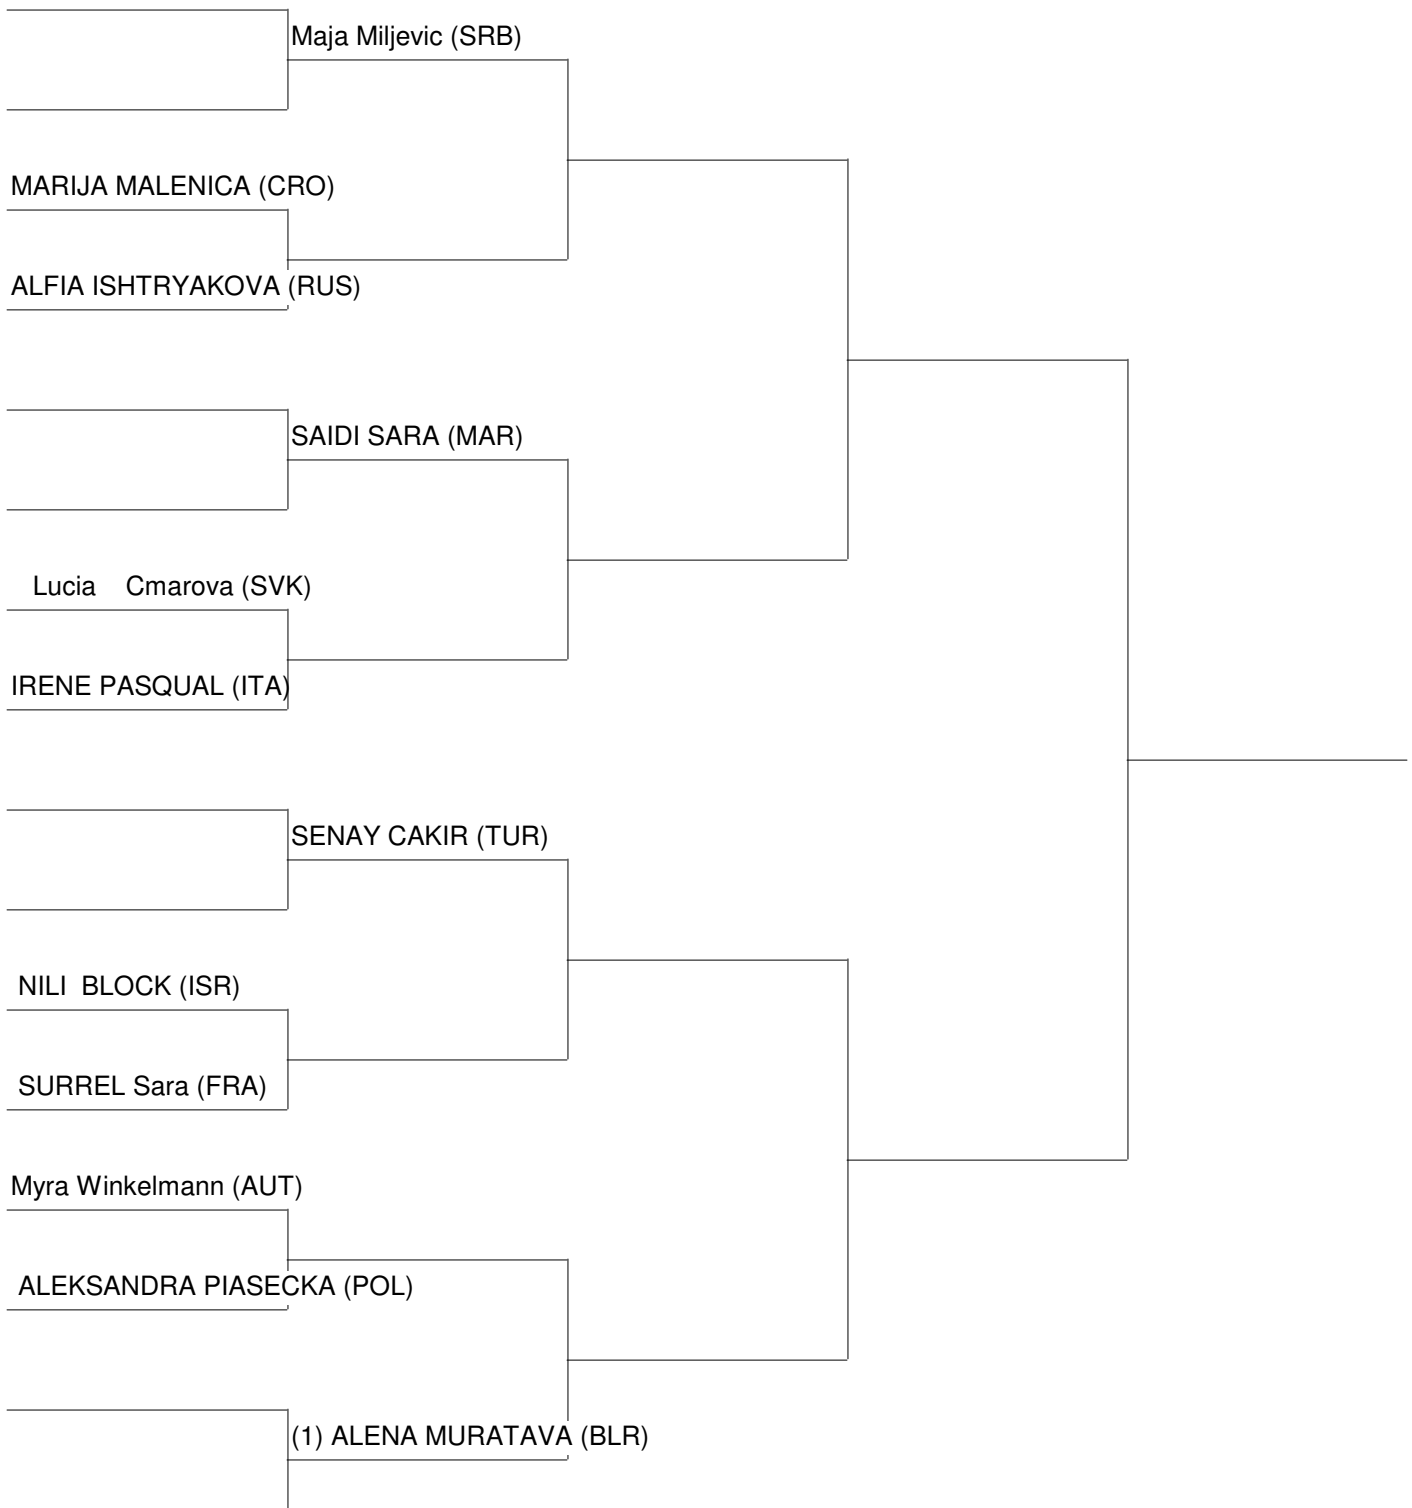 Maja Miljevic (SRB)
MARIJA MALENICA (CRO)
ALFIA ISHTRYAKOVA (RUS)
SAIDI SARA (MAR)
Lucia Cmarova (SVK)
IRENE PASQUAL (ITA)
SENAY CAKIR (TUR)
NILI BLOCK (ISR)
SURREL Sara (FRA)
Myra Winkelmann (AUT)
ALEKSANDRA PIASECKA (POL)
(1) ALENA MURATAVA (BLR)